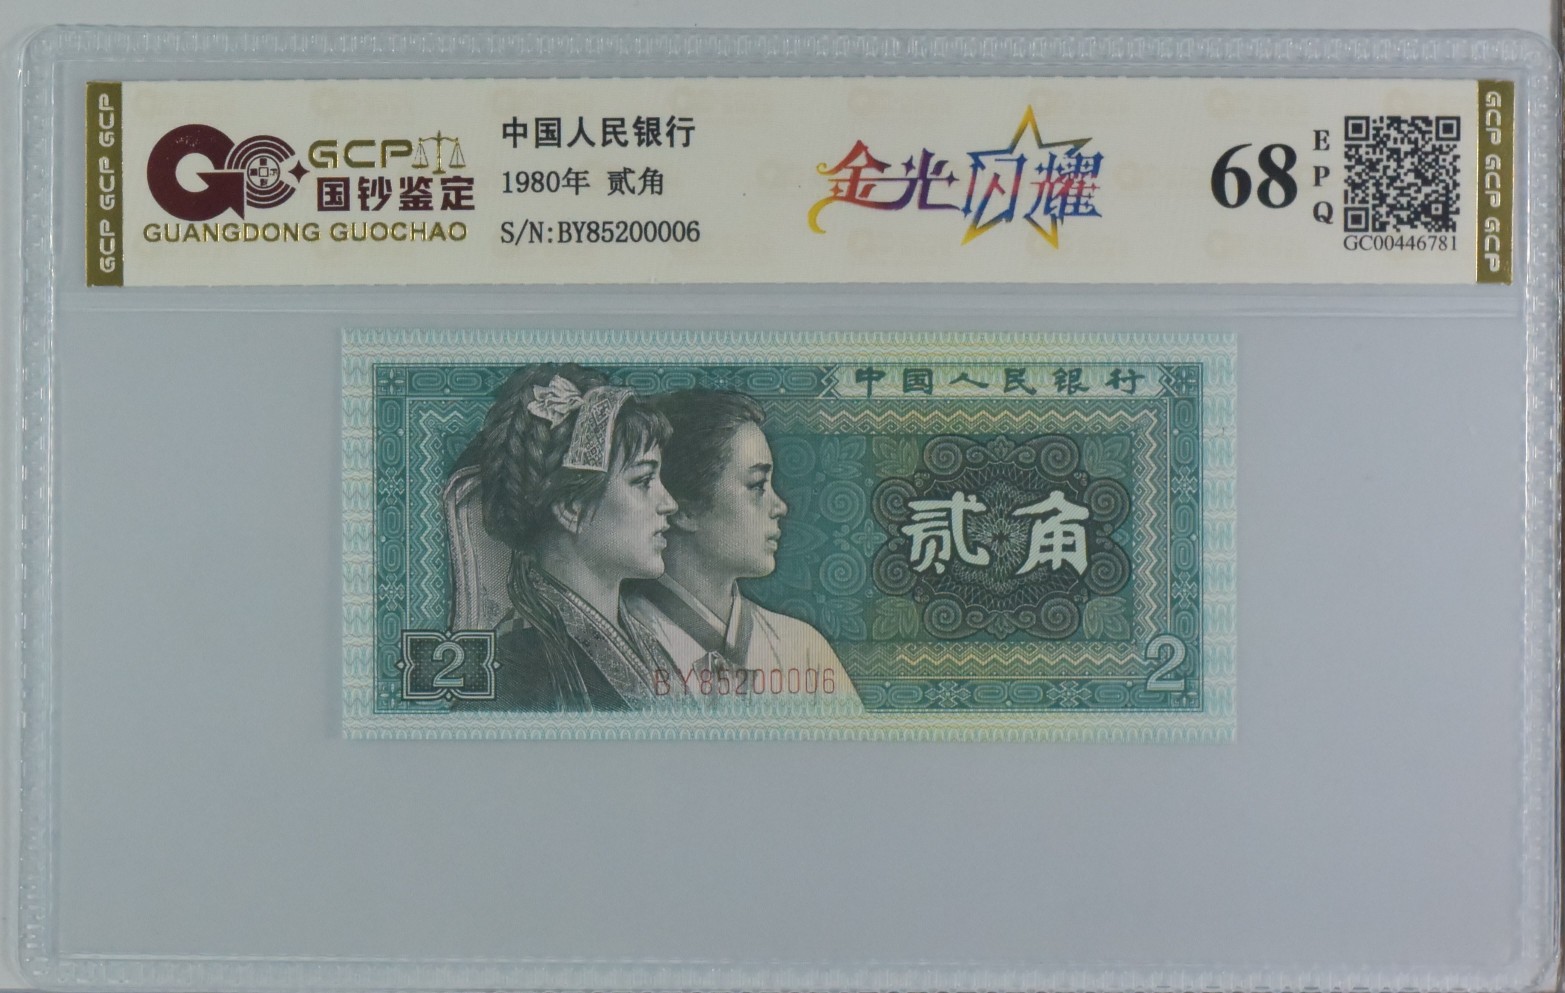 GCP GCP GCP
GCP
国钞鉴定
GUANGDONG GUOCHAO
中国人民银行
1980年 贰角
S/N:BY85200006
金光闪耀
68
EPQ
GC00446781
GCP GCP GCP
中国人民银行
贰角
2
BY85200006
2